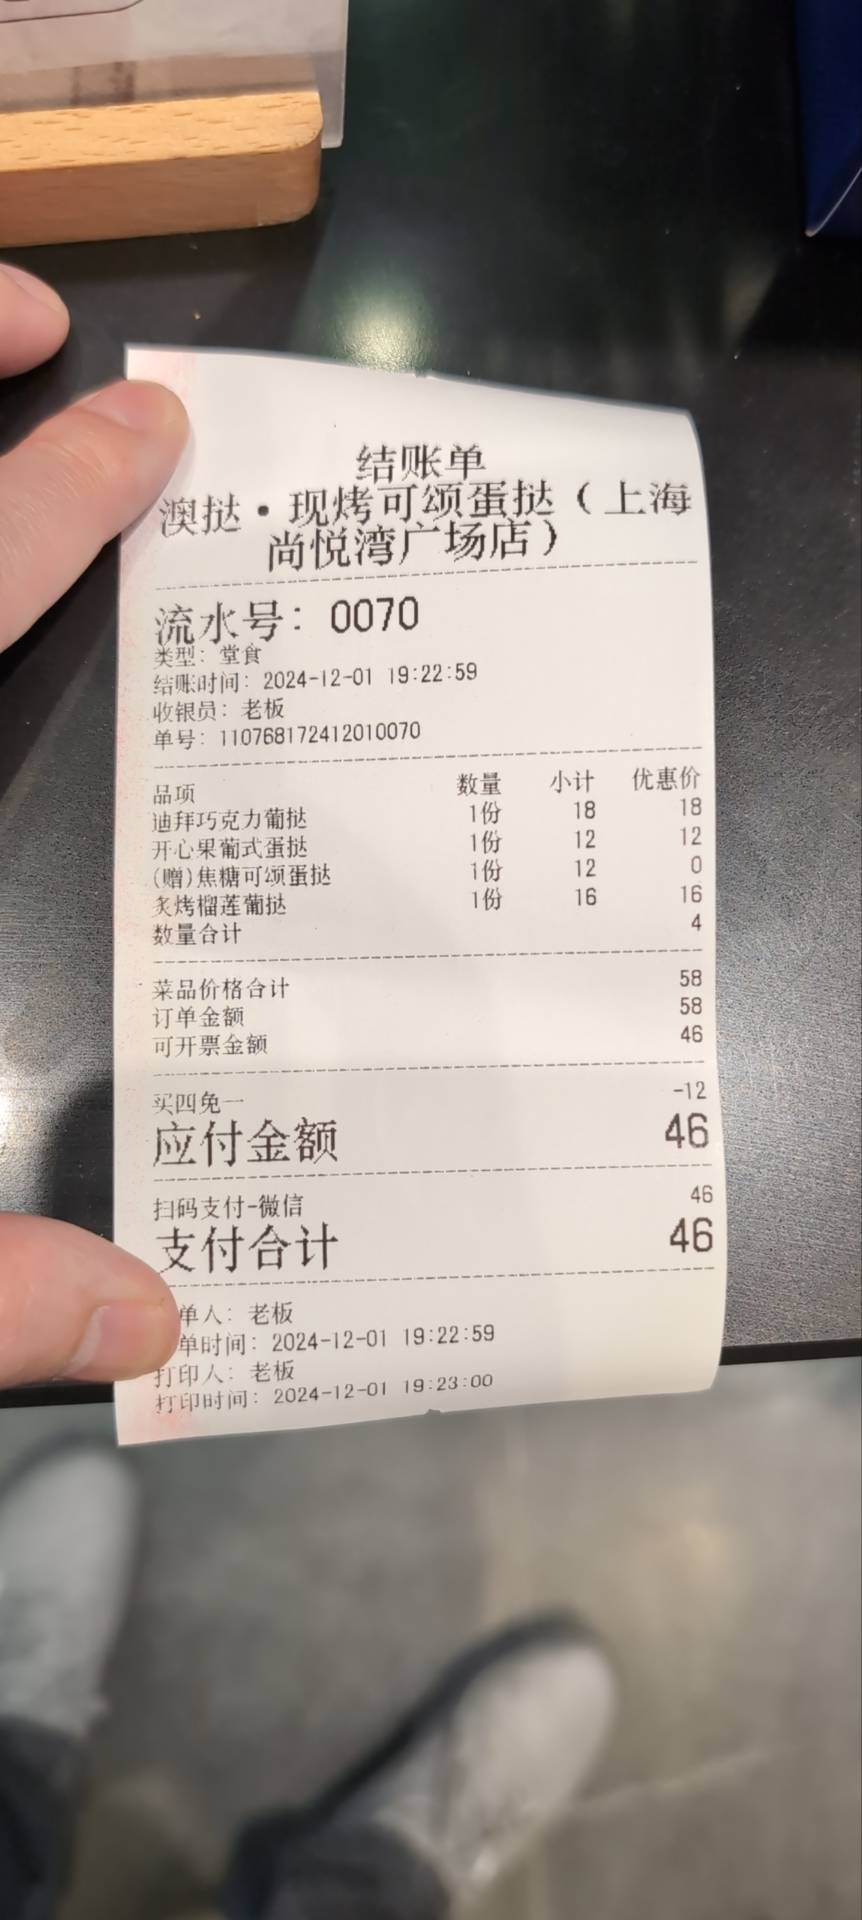 结账单
澳挞·现烤可颂蛋挞（上海
尚悦湾广场店）
流水号：0070
类型：堂食
结账时间：2024-12-01 19:22:59
收银员：老板
单号：110768172412010070
品项 数量 小计 优惠价
迪拜巧克力葡挞 1份 18 18
开心果葡式蛋挞 1份 12 12
(赠)焦糖可颂蛋挞 1份 12 0
炙烤榴莲葡挞 1份 16 16
数量合计 4
菜品价格合计 58
订单金额 58
可开票金额 46
买四免一 -12
应付金额 46
扫码支付-微信 46
支付合计 46
单人：老板
单时间：2024-12-01 19:22:59
打印人：老板
打印时间：2024-12-01 19:23:00